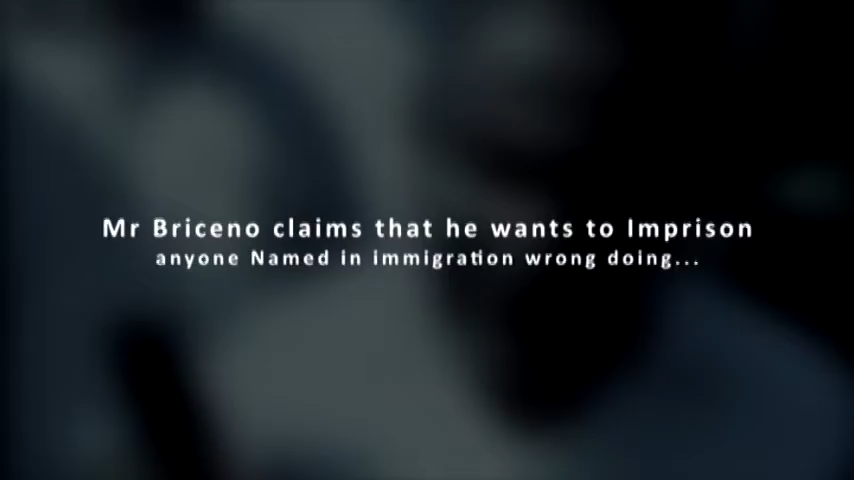 Mr Briceno claims that he wants to Imprison
anyone Named in immigration wrong doing...